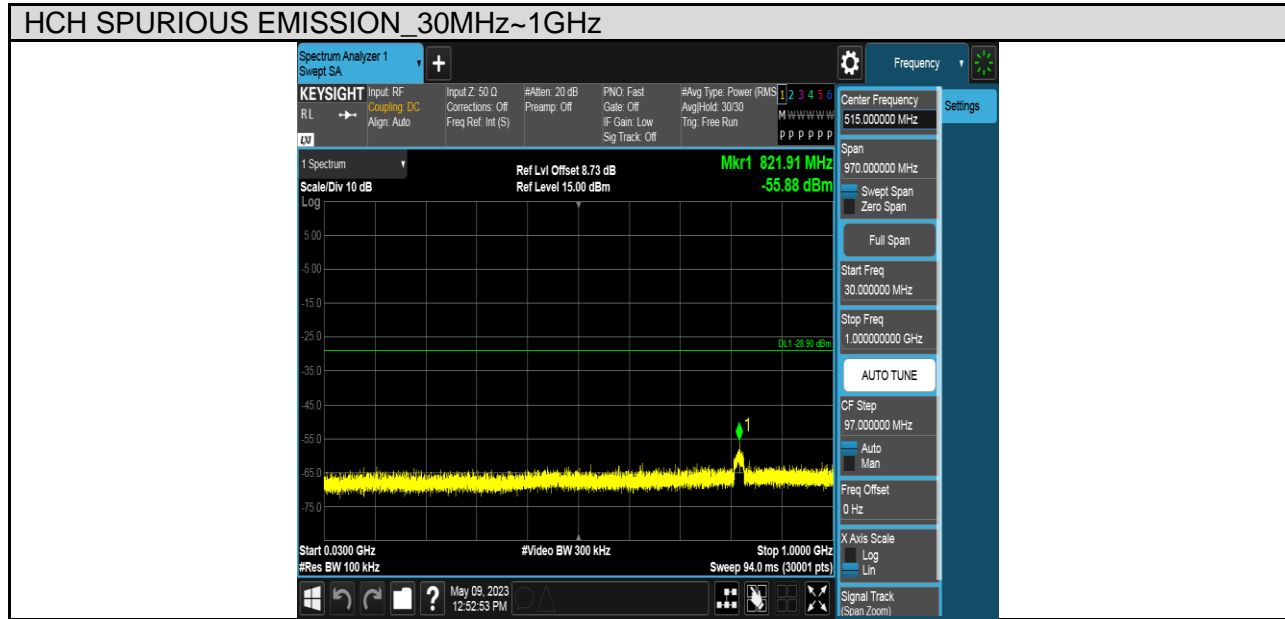 HCH SPURIOUS EMISSION_30MHz~1GHz
Spectrum Analyzer 1
Swept SA
+
Frequency
KEYSIGHT
RL
LXI
Input: RF
Coupling: DC
Align: Auto
Input Z: 50 Ω
Corrections: Off
Freq Ref: Int (S)
#Atten: 20 dB
Preamp: Off
PNO: Fast
Gate: Off
IF Gain: Low
Sig Track: Off
#Avg Type: Power (RMS
Avg|Hold: 30/30
Trig: Free Run
1 2 3 4 5 6
M W W W W W
P P P P P P
1 Spectrum
Scale/Div 10 dB
Ref Lvl Offset 8.73 dB
Ref Level 15.00 dBm
Mkr1 821.91 MHz
-55.88 dBm
Log
5.00
-5.00
-15.0
-25.0
DL1 -28.90 dBm
-35.0
-45.0
1
-55.0
-65.0
-75.0
Start 0.0300 GHz
#Video BW 300 kHz
Stop 1.0000 GHz
#Res BW 100 kHz
Sweep 94.0 ms (30001 pts)
?
May 09, 2023
12:52:53 PM
Center Frequency
515.000000 MHz
Settings
Span
970.000000 MHz
Swept Span
Zero Span
Full Span
Start Freq
30.000000 MHz
Stop Freq
1.000000000 GHz
AUTO TUNE
CF Step
97.000000 MHz
Auto
Man
Freq Offset
0 Hz
X Axis Scale
Log
Lin
Signal Track
(Span Zoom)